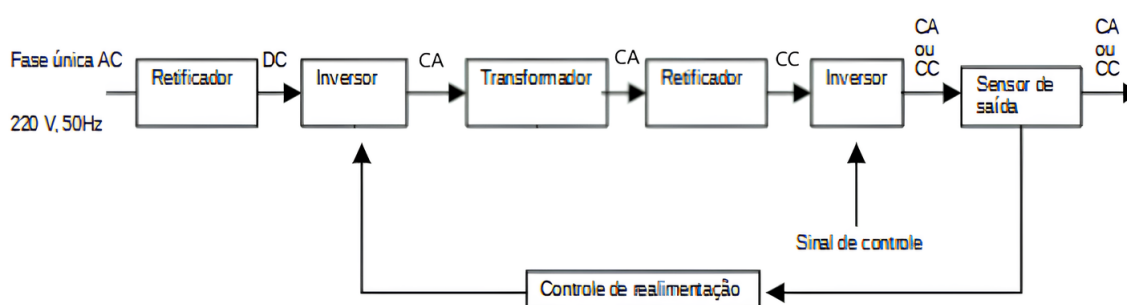 Fase única AC
220 V, 50Hz
Retificador
DC
Inversor
CA
Transformador
CA
Retificador
CC
Inversor
CA
ou
CC
Sensor de
saída
CA
ou
CC
Sinal de controle
Controle de realimentação